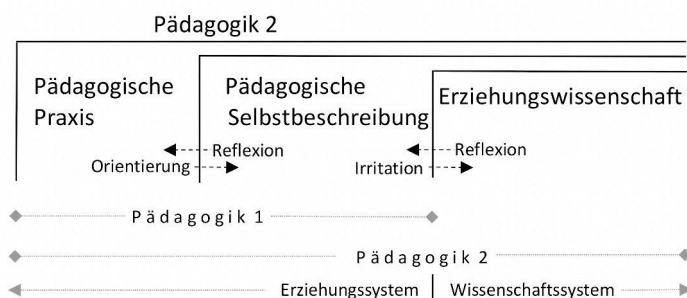 Pädagogik 2
Pädagogische
Praxis
Pädagogische
Selbstbeschreibung
Erziehungswissenschaft
Reflexion
Orientierung
Reflexion
Irritation
Pädagogik 1
Pädagogik 2
Erziehungssystem
Wissenschaftssystem